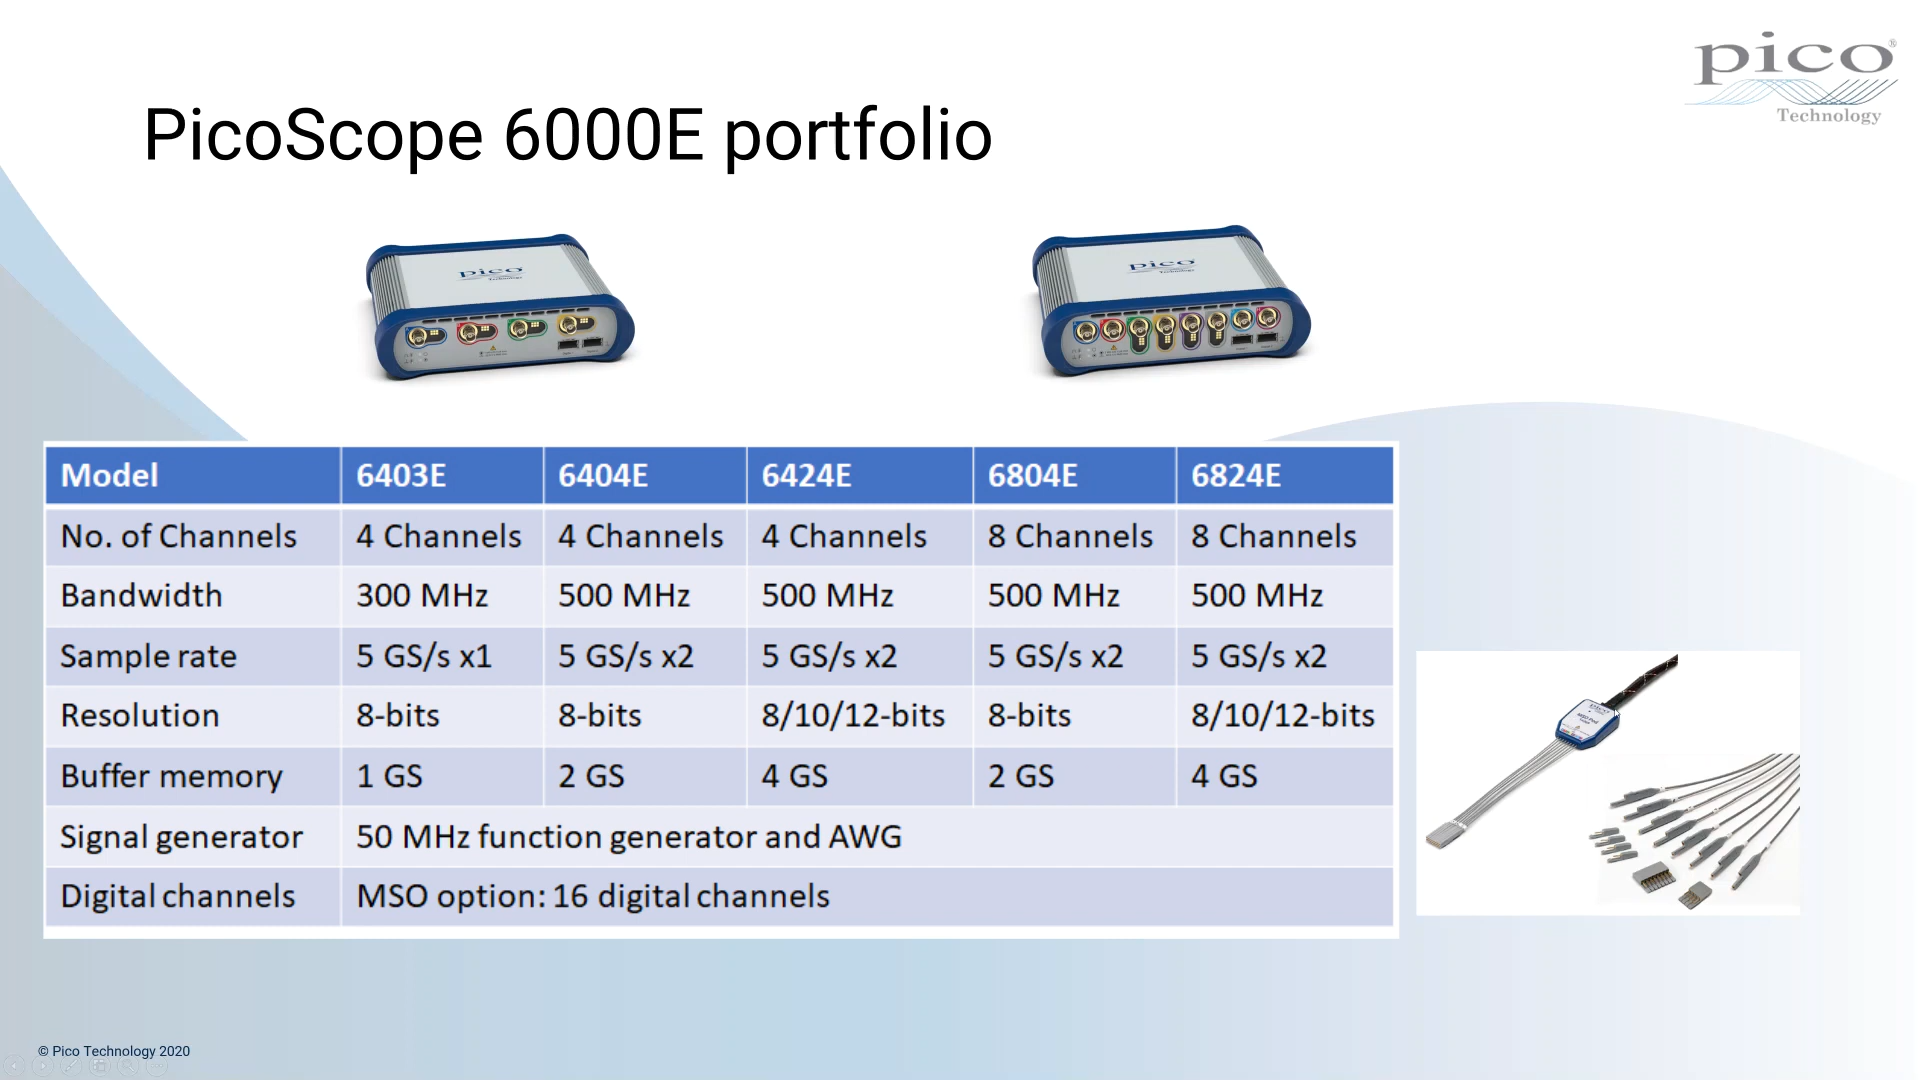 pico®
Technology
PicoScope 6000E portfolio
pico
Technology
pico
Technology
Model 6403E 6404E 6424E 6804E 6824E
No. of Channels 4 Channels 4 Channels 4 Channels 8 Channels 8 Channels
Bandwidth 300 MHz 500 MHz 500 MHz 500 MHz 500 MHz
Sample rate 5 GS/s x1 5 GS/s x2 5 GS/s x2 5 GS/s x2 5 GS/s x2
Resolution 8-bits 8-bits 8/10/12-bits 8-bits 8/10/12-bits
Buffer memory 1 GS 2 GS 4 GS 2 GS 4 GS
Signal generator 50 MHz function generator and AWG
Digital channels MSO option: 16 digital channels
pico
© Pico Technology 2020